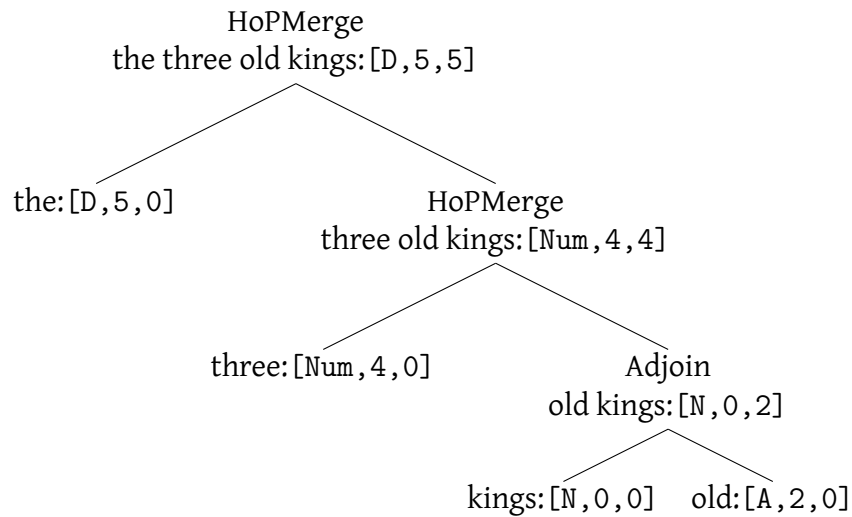 HoPMerge
the three old kings:[D,5,5]
the:[D,5,0]
HoPMerge
three old kings:[Num,4,4]
three:[Num,4,0]
Adjoin
old kings:[N,0,2]
kings:[N,0,0]
old:[A,2,0]